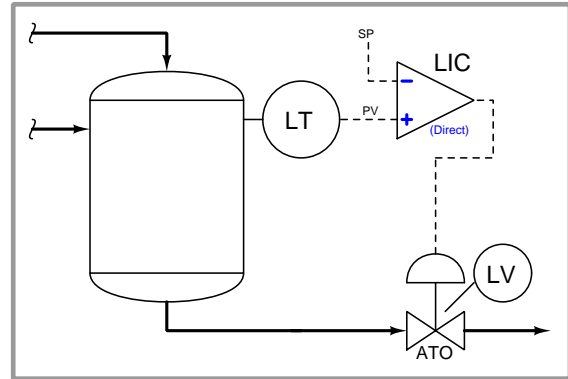 SP
LIC
−
LT
PV
+
(Direct)
LV
ATO